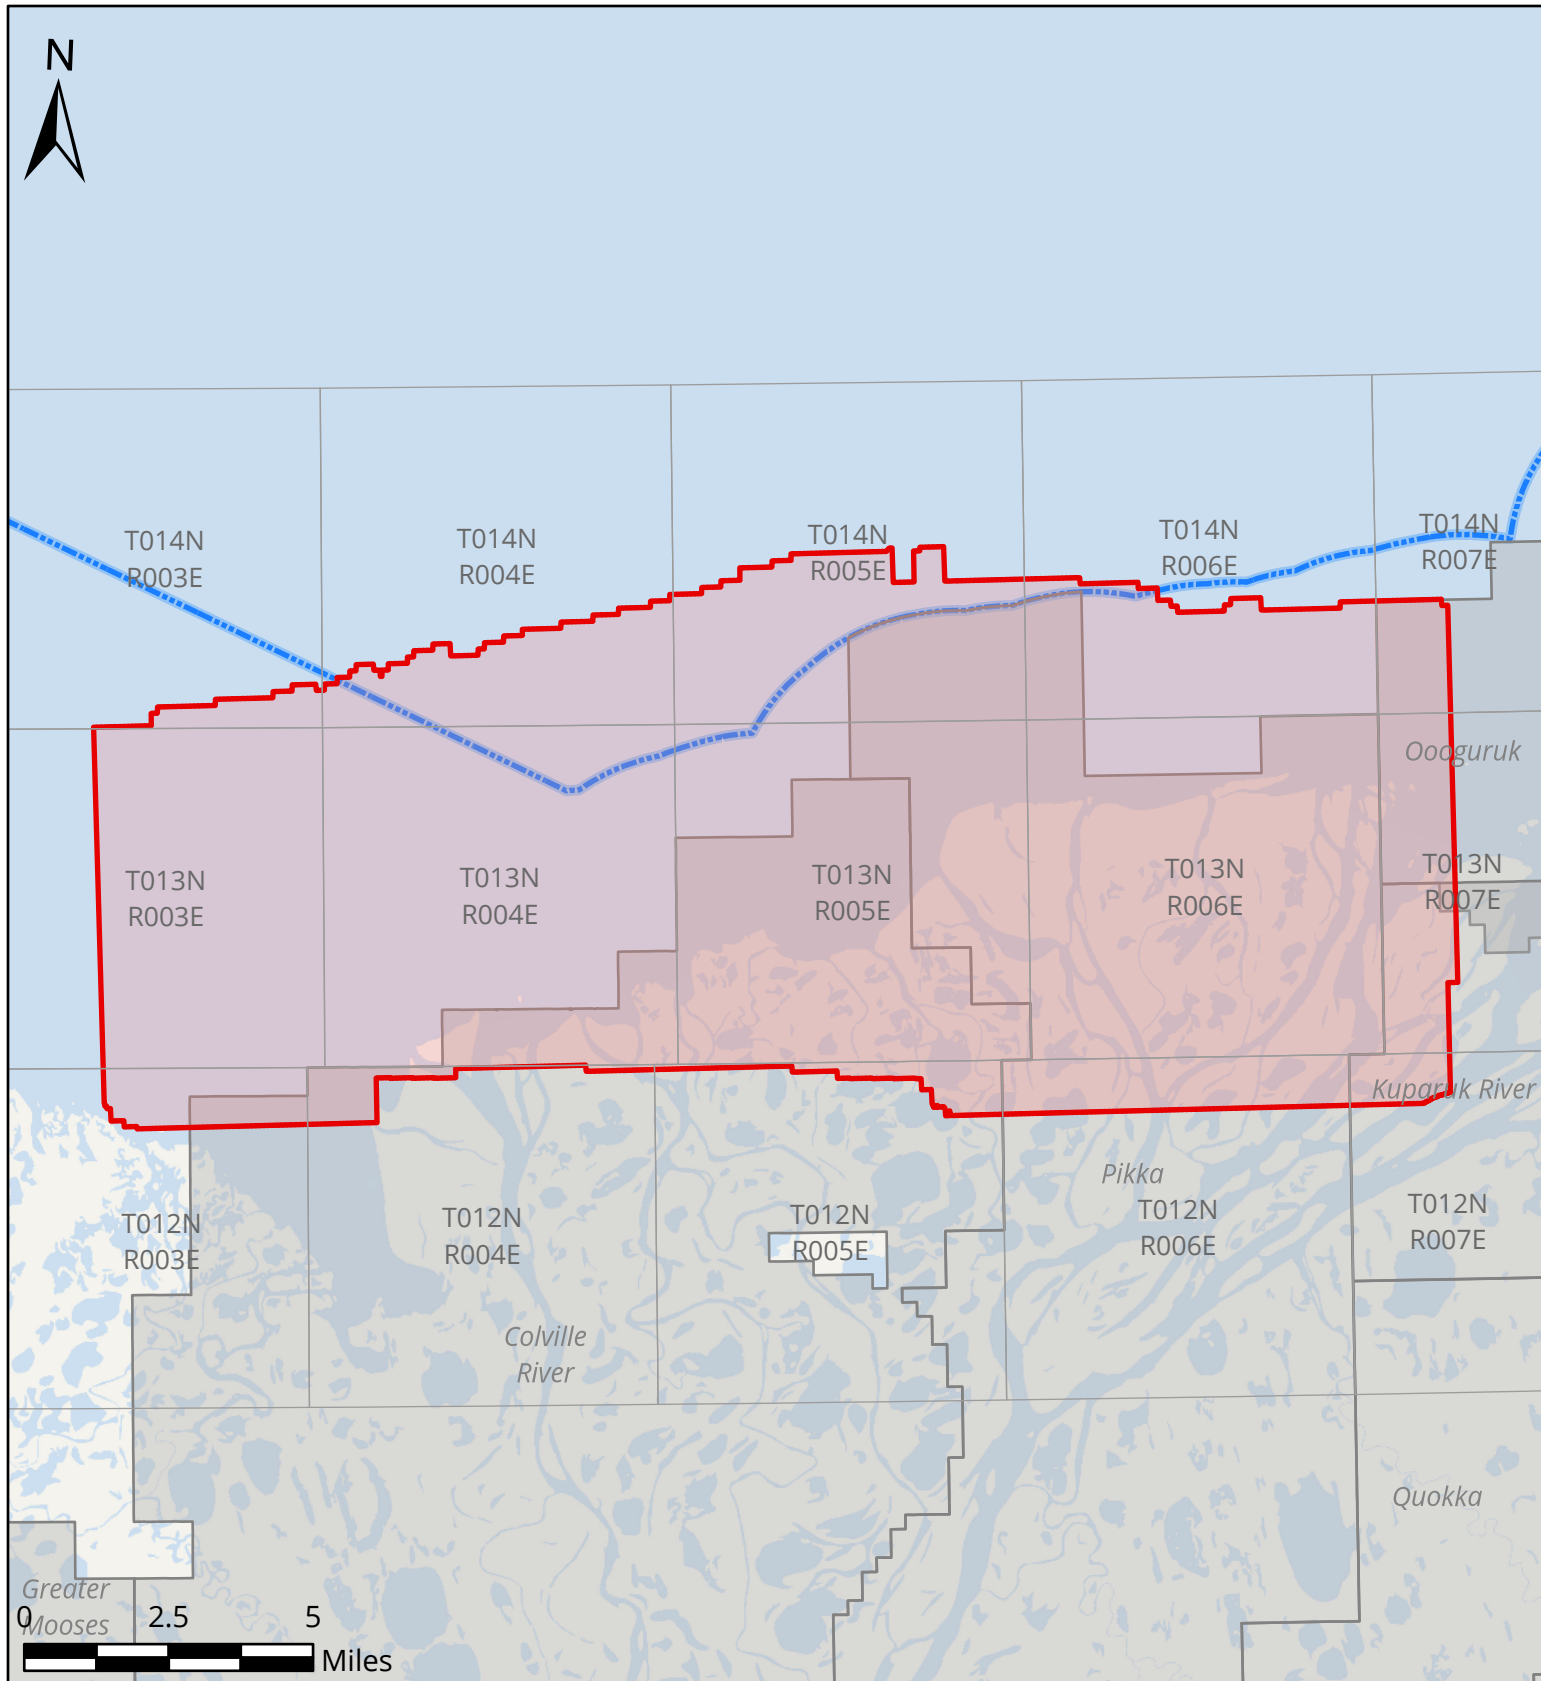 N
T014N
R003E
T014N
R004E
T014N
R005E
T014N
R006E
T014N
R007E
Oooguruk
T013N
R003E
T013N
R004E
T013N
R005E
T013N
R006E
T013N
R007E
Kuparuk River
Pikka
T012N
R003E
T012N
R004E
T012N
R005E
T012N
R006E
T012N
R007E
Colville
River
Quokka
Greater
Mooses
0 2.5 5
Miles